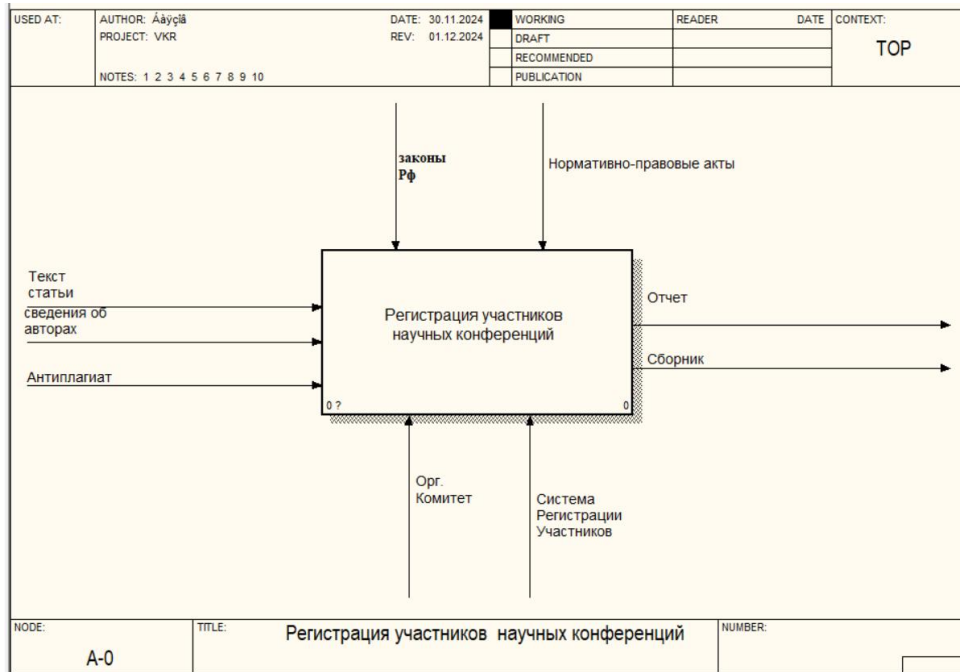 USED AT:
AUTHOR: Áàÿçîâ
DATE: 30.11.2024
WORKING
READER
DATE
CONTEXT:
PROJECT: VKR
REV: 01.12.2024
DRAFT
TOP
RECOMMENDED
NOTES: 1 2 3 4 5 6 7 8 9 10
PUBLICATION
законы
Рф
Нормативно-правовые акты
Текст
статьи
сведения об
авторах
Антиплагиат
Регистрация участников
научных конференций
0 ?
0
Отчет
Сборник
Орг.
Комитет
Система
Регистрации
Участников
NODE:
A-0
TITLE:
Регистрация участников научных конференций
NUMBER: